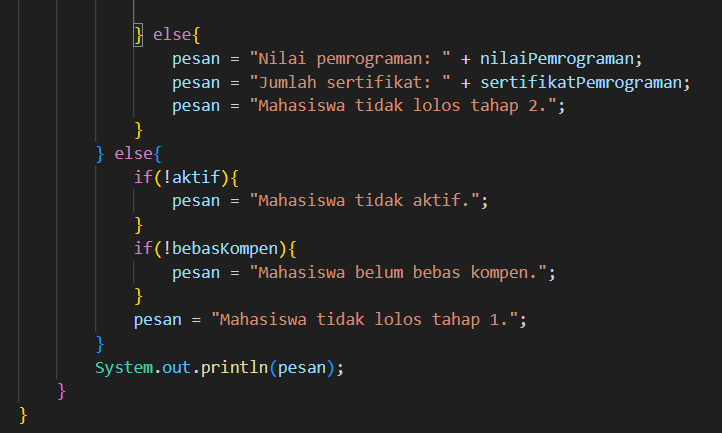 } else{
pesan = "Nilai pemrograman: " + nilaiPemrograman;
pesan = "Jumlah sertifikat: " + sertifikatPemrograman;
pesan = "Mahasiswa tidak lolos tahap 2.";
}
} else{
if(!aktif){
pesan = "Mahasiswa tidak aktif.";
}
if(!bebasKompen){
pesan = "Mahasiswa belum bebas kompen.";
}
pesan = "Mahasiswa tidak lolos tahap 1.";
}
System.out.println(pesan);
}
}